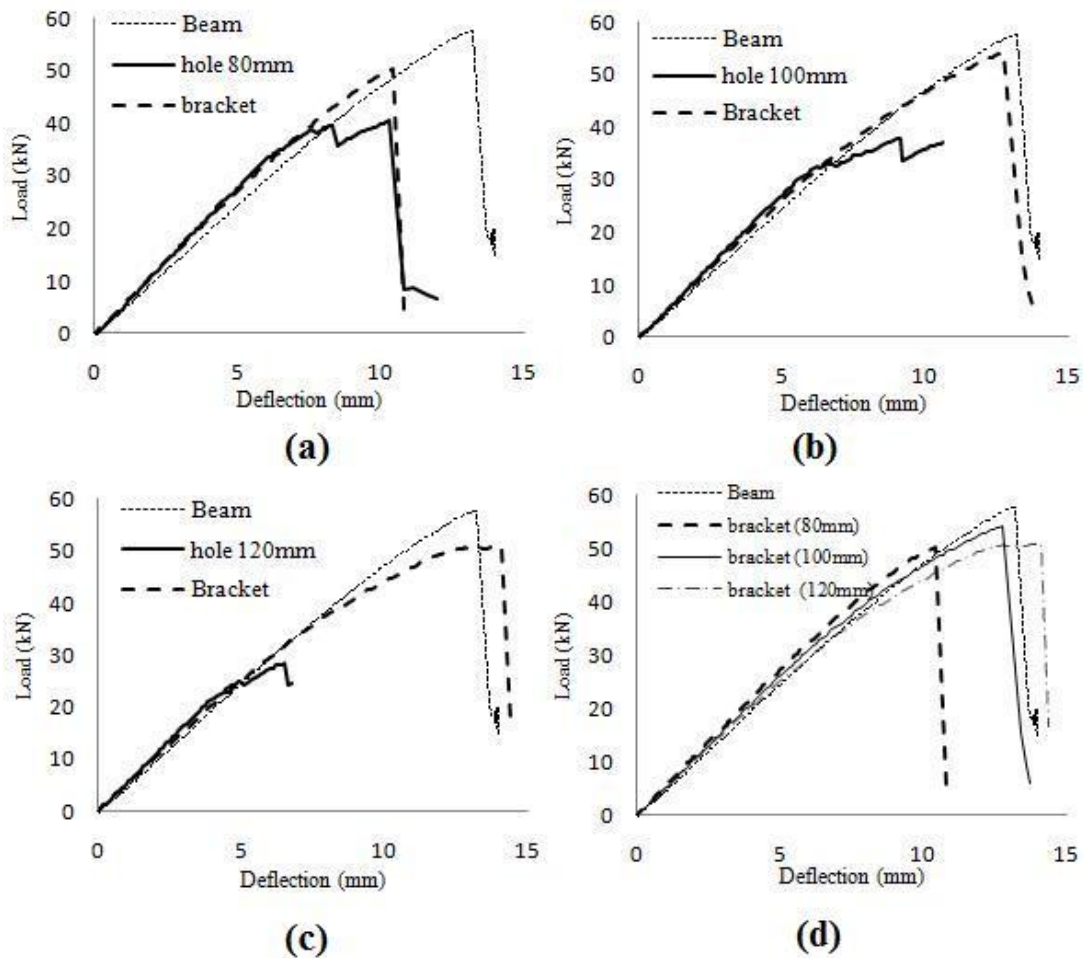 60
50
40
30
20
10
0
Load (kN)
Beam
hole 80mm
bracket
0 5 10 15
Deflection (mm)
(a)
60
50
40
30
20
10
0
Load (kN)
Beam
hole 100mm
Bracket
0 5 10 15
Deflection (mm)
(b)
60
50
40
30
20
10
0
Load (kN)
Beam
hole 120mm
Bracket
0 5 10 15
Deflection (mm)
(c)
60
50
40
30
20
10
0
Load (kN)
Beam
bracket (80mm)
bracket (100mm)
bracket (120mm)
0 5 10 15
Deflection (mm)
(d)